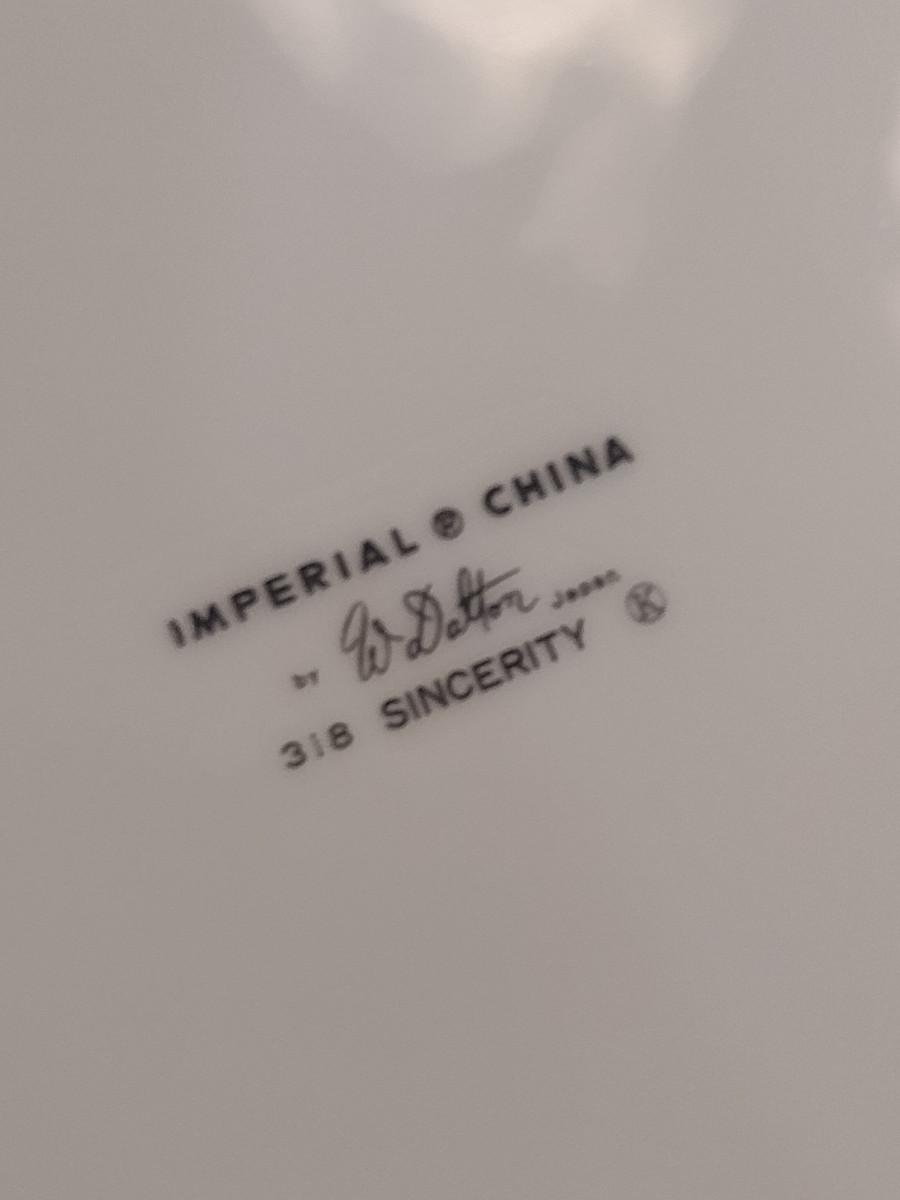 IMPERIAL ® CHINA
BY W Dalton JAPAN
318 SINCERITY Ⓚ